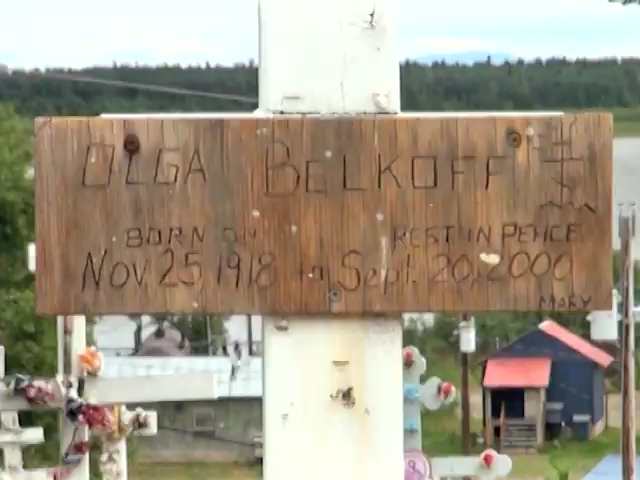 OLGA BELKOFF
BORN ON REST IN PEACE
Nov 25, 1918 to Sept. 20, 2000
MARY